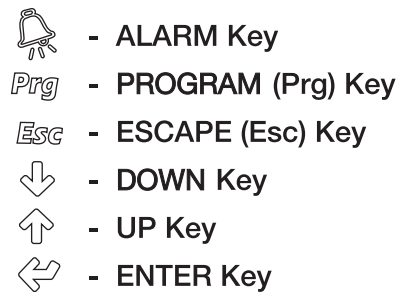 - ALARM Key
Prg - PROGRAM (Prg) Key
Esc - ESCAPE (Esc) Key
- DOWN Key
- UP Key
- ENTER Key